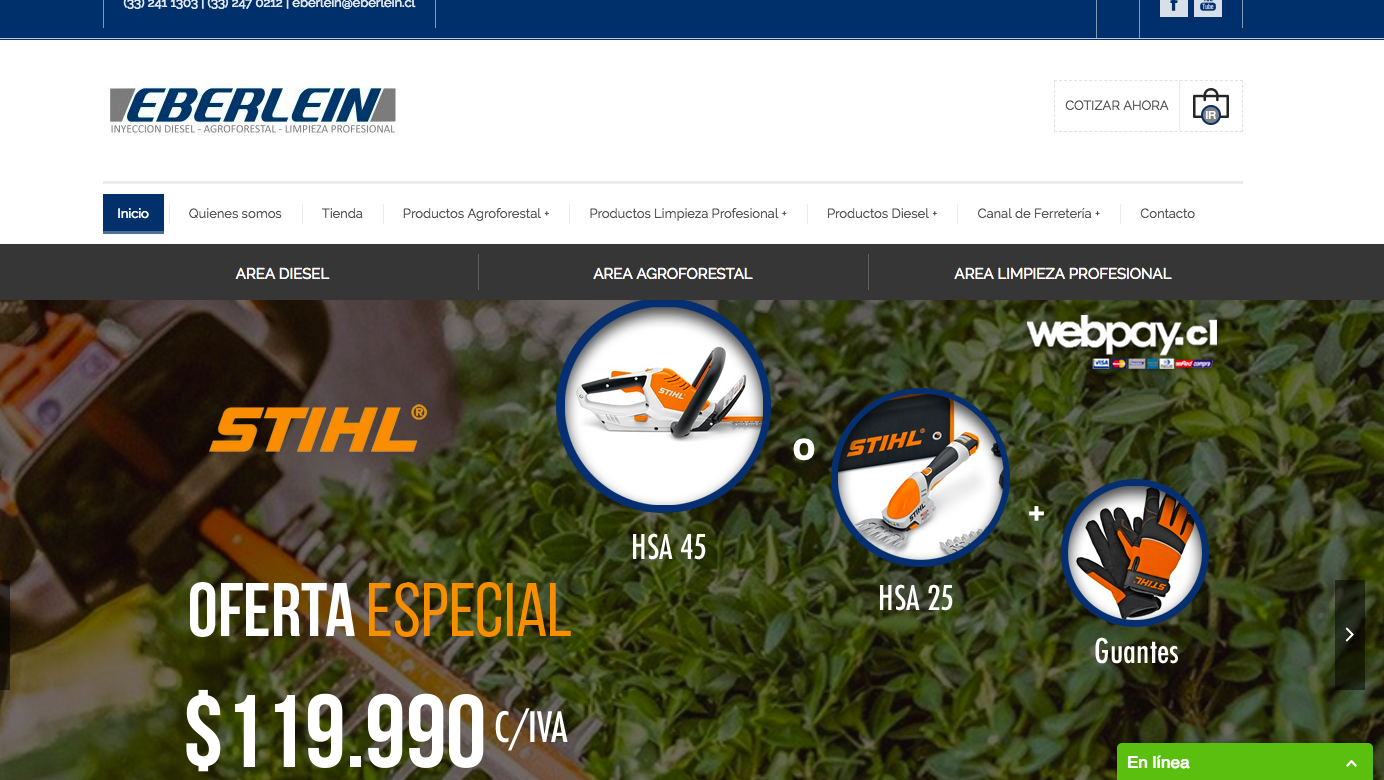 (33) 241 1303 | (33) 247 0212 | eberlein@eberlein.cl
f
You
Tube
EBERLEIN
INYECCION DIESEL - AGROFORESTAL - LIMPIEZA PROFESIONAL
COTIZAR AHORA
IR
Inicio
Quienes somos
Tienda
Productos Agroforestal +
Productos Limpieza Profesional +
Productos Diesel +
Canal de Ferretería +
Contacto
AREA DIESEL
AREA AGROFORESTAL
AREA LIMPIEZA PROFESIONAL
webpay.cl
VISA
STIHL®
STIHL
O
STIHL
STIHL
+
STIHL
HSA 45
HSA 25
Guantes
OFERTA ESPECIAL
$119.990 C/IVA
En línea